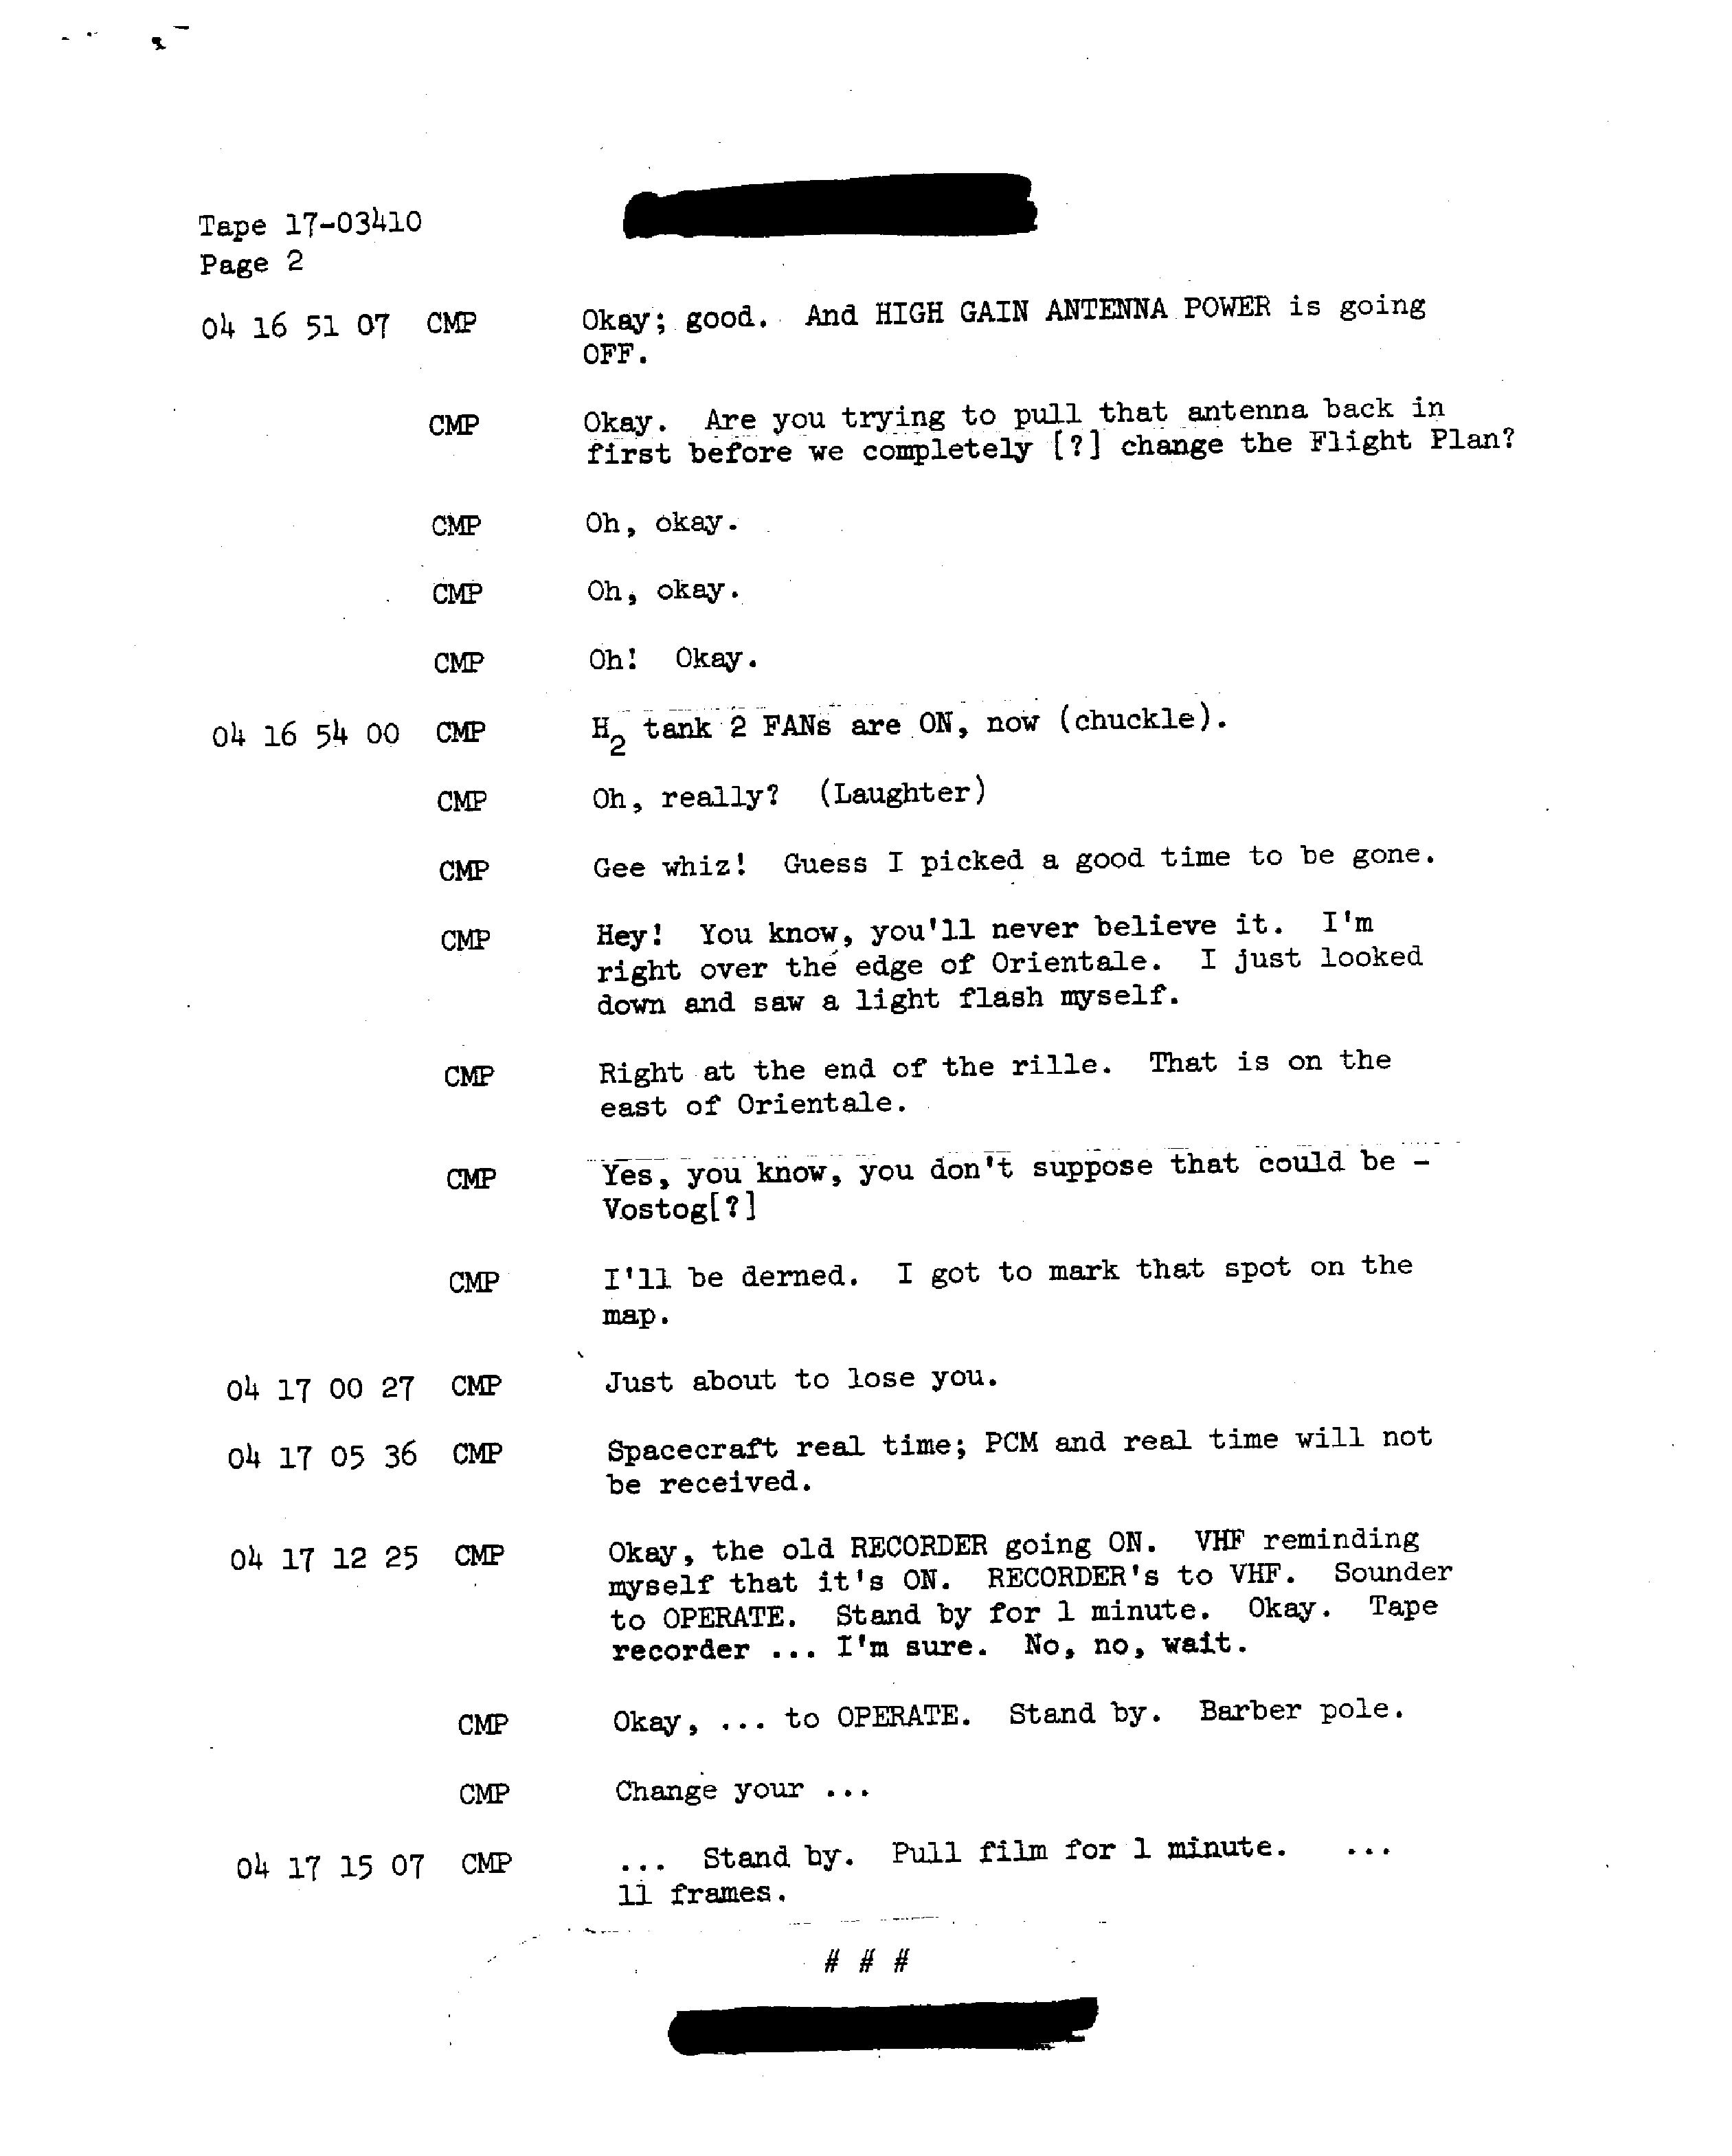 Tape 17-03410
Page 2
04 16 51 07 CMP Okay; good. And HIGH GAIN ANTENNA POWER is going
OFF.
CMP Okay. Are you trying to pull that antenna back in
first before we completely [?] change the Flight Plan?
CMP Oh, okay.
CMP Oh, okay.
CMP Oh! Okay.
04 16 54 00 CMP H2 tank 2 FANs are ON, now (chuckle).
CMP Oh, really? (Laughter)
CMP Gee whiz! Guess I picked a good time to be gone.
CMP Hey! You know, you'll never believe it. I'm
right over the edge of Orientale. I just looked
down and saw a light flash myself.
CMP Right at the end of the rille. That is on the
east of Orientale.
CMP Yes, you know, you don't suppose that could be -
Vostog[?]
CMP I'll be derned. I got to mark that spot on the
map.
04 17 00 27 CMP Just about to lose you.
04 17 05 36 CMP Spacecraft real time; PCM and real time will not
be received.
04 17 12 25 CMP Okay, the old RECORDER going ON. VHF reminding
myself that it's ON. RECORDER's to VHF. Sounder
to OPERATE. Stand by for 1 minute. Okay. Tape
recorder ... I'm sure. No, no, wait.
CMP Okay, ... to OPERATE. Stand by. Barber pole.
CMP Change your ...
04 17 15 07 CMP ... Stand by. Pull film for 1 minute. ...
11 frames.
# # #